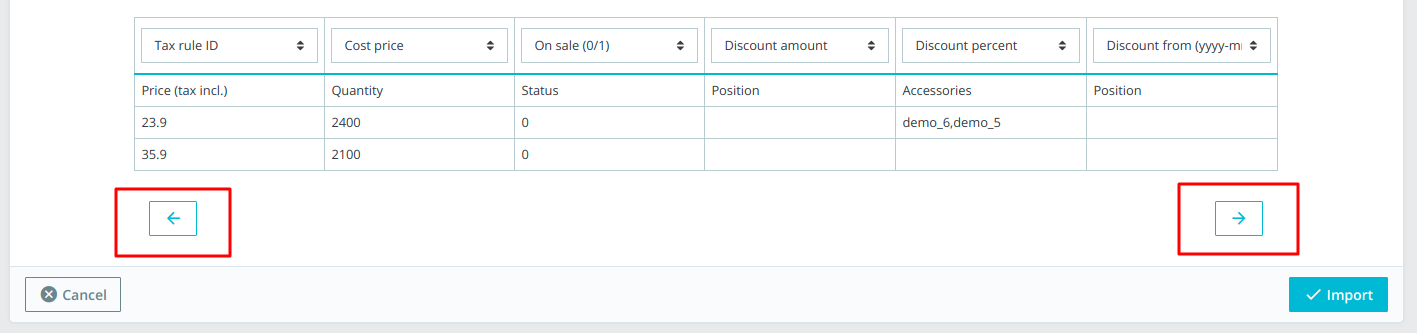 Tax rule ID Cost price On sale (0/1) Discount amount Discount percent Discount from (yyyy-m
Price (tax incl.) Quantity Status Position Accessories Position
23.9 2400 0 demo_6,demo_5
35.9 2100 0
Cancel Import